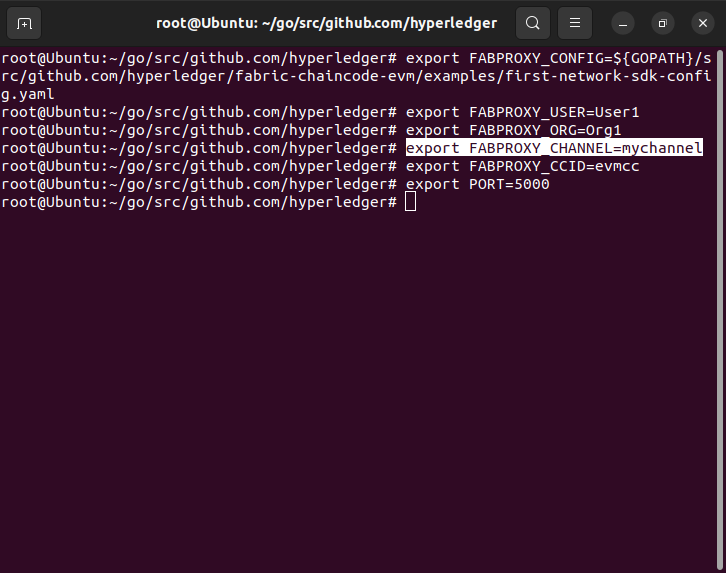 root@Ubuntu: ~/go/src/github.com/hyperledger
root@Ubuntu:~/go/src/github.com/hyperledger# export FABPROXY_CONFIG=${GOPATH}/s
rc/github.com/hyperledger/fabric-chaincode-evm/examples/first-network-sdk-confi
g.yaml
root@Ubuntu:~/go/src/github.com/hyperledger# export FABPROXY_USER=User1
root@Ubuntu:~/go/src/github.com/hyperledger# export FABPROXY_ORG=Org1
root@Ubuntu:~/go/src/github.com/hyperledger# export FABPROXY_CHANNEL=mychannel
root@Ubuntu:~/go/src/github.com/hyperledger# export FABPROXY_CCID=evmcc
root@Ubuntu:~/go/src/github.com/hyperledger# export PORT=5000
root@Ubuntu:~/go/src/github.com/hyperledger#